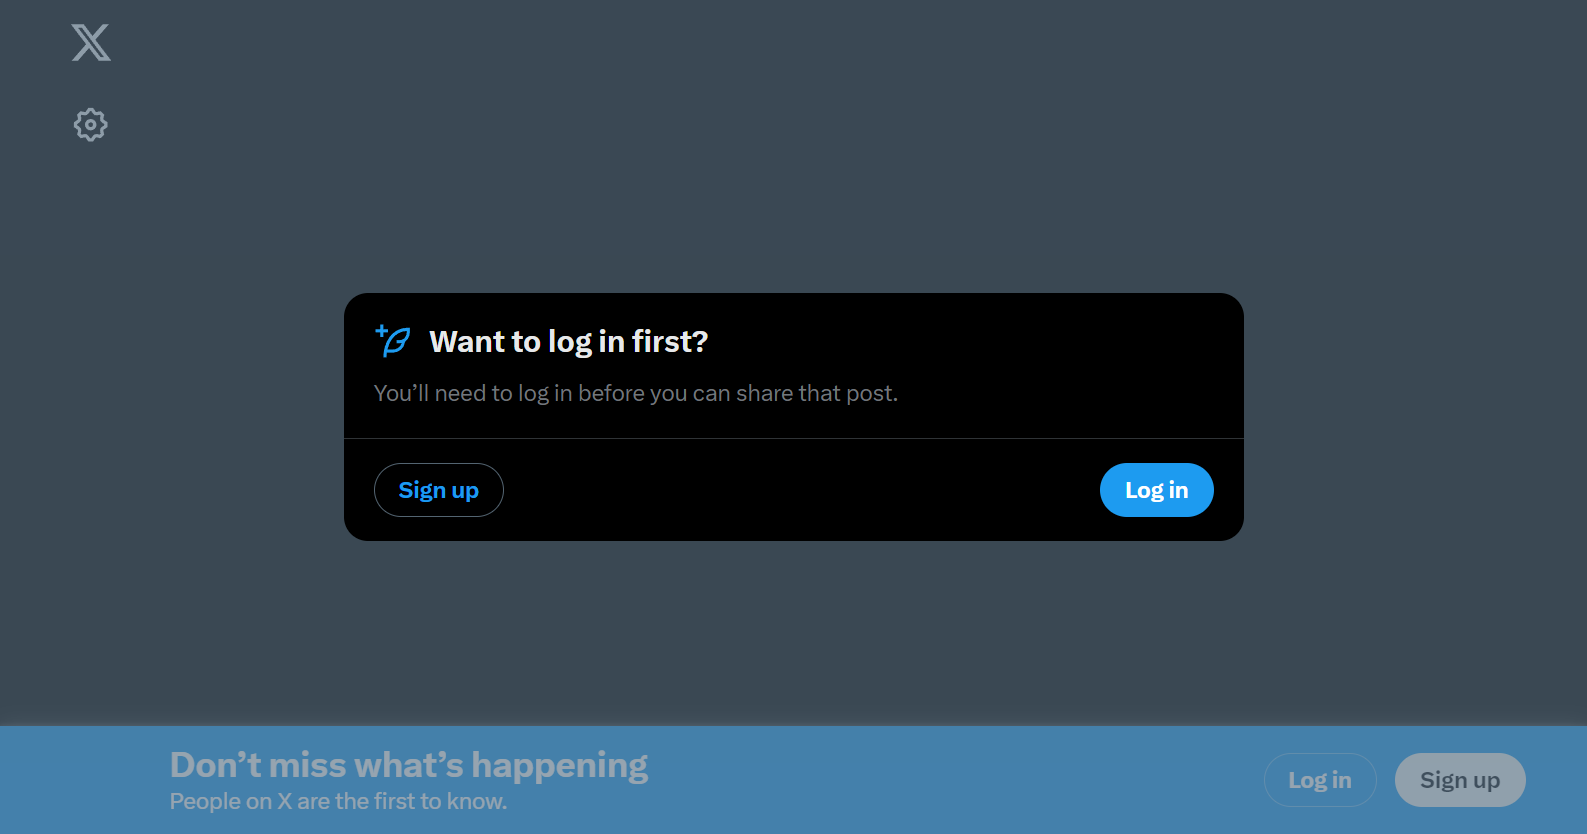 Want to log in first?
You’ll need to log in before you can share that post.
Sign up
Log in
Don’t miss what’s happening
People on X are the first to know.
Log in
Sign up